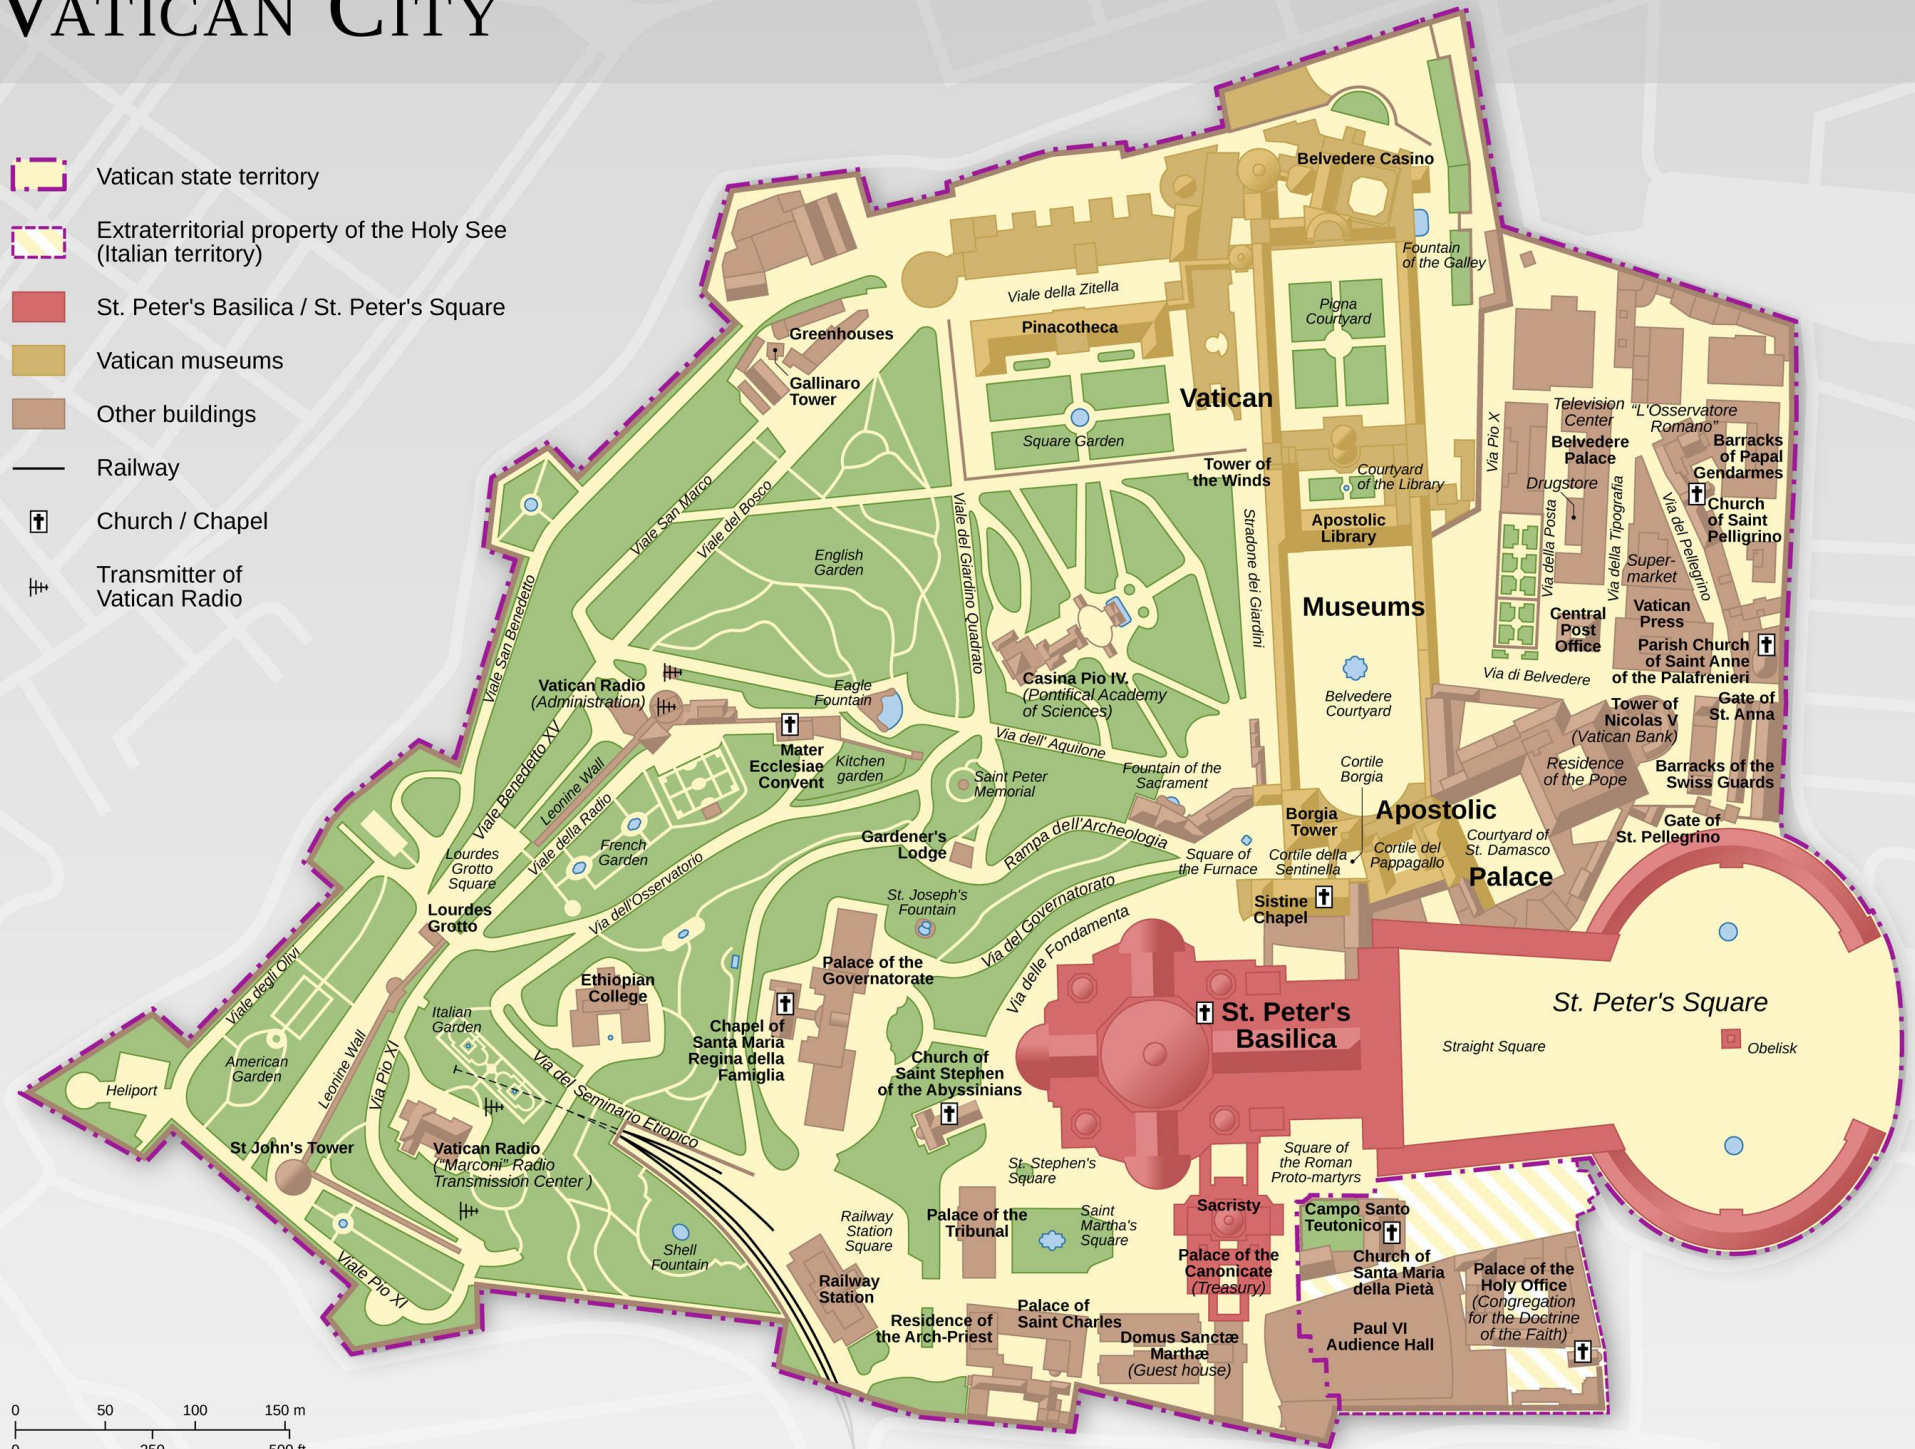 VATICAN CITY
Vatican state territory
Extraterritorial property of the Holy See
(Italian territory)
St. Peter's Basilica / St. Peter's Square
Vatican museums
Other buildings
Railway
Church / Chapel
Transmitter of
Vatican Radio
Belvedere Casino
Fountain
of the Galley
Viale della Zitella
Pinacotheca
Pigna
Courtyard
Greenhouses
Gallinaro
Tower
Vatican
Square Garden
Tower of
the Winds
Courtyard
of the Library
Apostolic
Library
Via Pio X
Television
Center
"L'Osservatore
Romano"
Belvedere
Palace
Barracks
of Papal
Gendarmes
Drugstore
Church
of Saint
Pelligrino
Via della Posta
Via della Tipografia
Via del Pellegrino
Super-
market
Vatican
Press
Central
Post
Office
Parish Church
of Saint Anne
of the Palafrenieri
Via di Belvedere
Gate of
St. Anna
Tower of
Nicolas V
(Vatican Bank)
Barracks of the
Swiss Guards
Residence
of the Pope
Gate of
St. Pellegrino
Viale San Marco
Viale del Bosco
English
Garden
Viale del Giardino Quadrato
Stradone dei Giardini
Museums
Belvedere
Courtyard
Viale San Benedetto
Vatican Radio
(Administration)
Eagle
Fountain
Casina Pio IV.
(Pontifical Academy
of Sciences)
Viale Benedetto XV
Leonine Wall
Mater
Ecclesiae
Convent
Kitchen
garden
Via dell' Aquilone
Saint Peter
Memorial
Fountain of the
Sacrament
Cortile
Borgia
Borgia
Tower
Apostolic
Palace
Courtyard of
St. Damasco
Cortile del
Pappagallo
Cortile della
Sentinella
Square of
the Furnace
Viale della Radio
French
Garden
Gardener's
Lodge
Rampa dell'Archeologia
Lourdes
Grotto
Square
Via dell'Osservatorio
St. Joseph's
Fountain
Via del Governatorato
Via delle Fondamenta
Sistine
Chapel
Lourdes
Grotto
Viale degli Olivi
Ethiopian
College
Palace of the
Governatorate
St. Peter's
Basilica
St. Peter's Square
Straight Square
Obelisk
Italian
Garden
Chapel of
Santa Maria
Regina della
Famiglia
Church of
Saint Stephen
of the Abyssinians
American
Garden
Leonine Wall
Via Pio XI
Heliport
Via del Seminario Etiopico
St John's Tower
Vatican Radio
("Marconi" Radio
Transmission Center )
St. Stephen's
Square
Square of
the Roman
Proto-martyrs
Sacristy
Campo Santo
Teutonico
Railway
Station
Square
Palace of the
Tribunal
Saint
Martha's
Square
Shell
Fountain
Viale Pio XI
Palace of the
Canonicate
(Treasury)
Church of
Santa Maria
della Pietà
Palace of the
Holy Office
(Congregation
for the Doctrine
of the Faith)
Railway
Station
Residence of
the Arch-Priest
Palace of
Saint Charles
Domus Sanctæ
Marthæ
(Guest house)
Paul VI
Audience Hall
0 50 100 150 m
0 250 500 ft